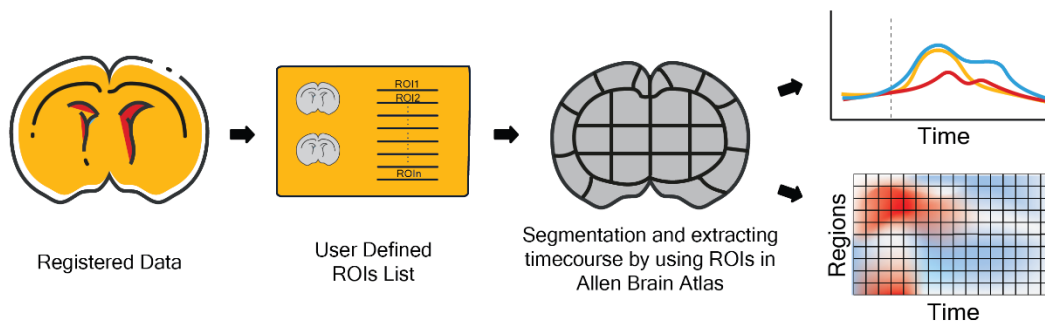 Registered Data
ROI1
ROI2
ROIn
User Defined
ROIs List
Segmentation and extracting
timecourse by using ROIs in
Allen Brain Atlas
Time
Regions
Time